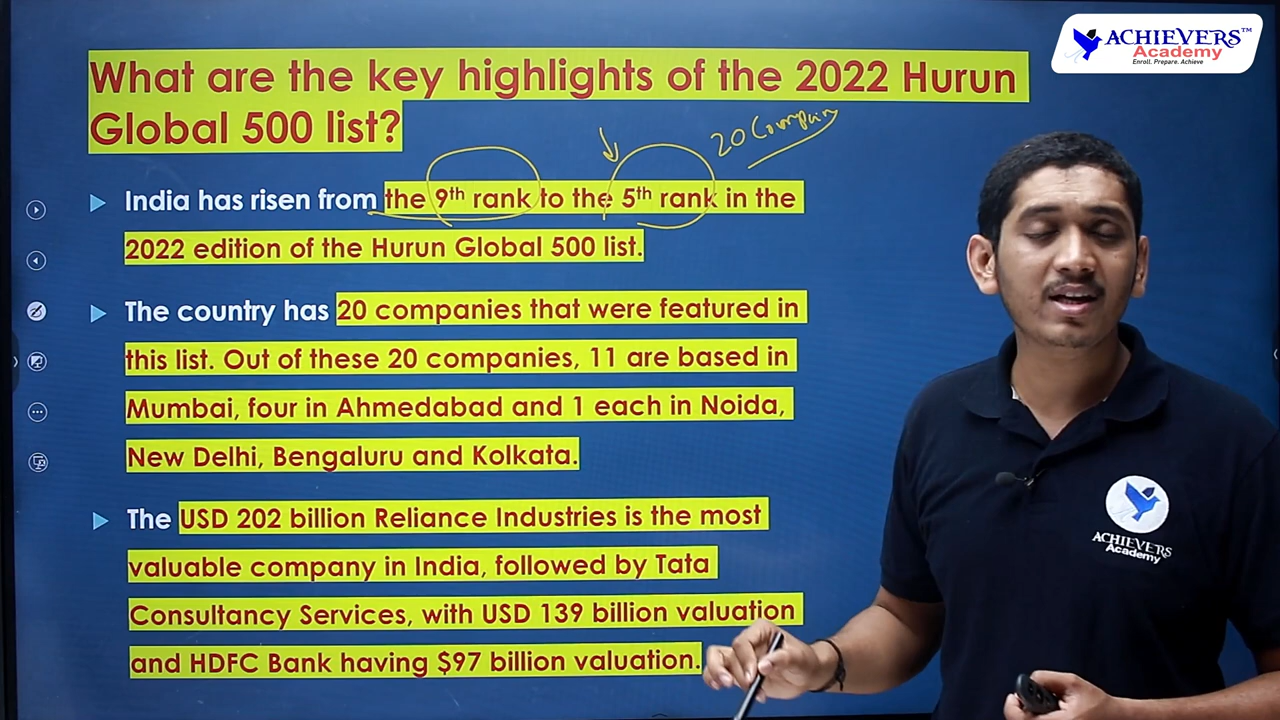 ACHIEVERS™
Academy
Enroll. Prepare. Achieve
What are the key highlights of the 2022 Hurun
Global 500 list?
20 Company
India has risen from the 9th rank to the 5th rank in the
2022 edition of the Hurun Global 500 list.
The country has 20 companies that were featured in
this list. Out of these 20 companies, 11 are based in
Mumbai, four in Ahmedabad and 1 each in Noida,
New Delhi, Bengaluru and Kolkata.
The USD 202 billion Reliance Industries is the most
valuable company in India, followed by Tata
Consultancy Services, with USD 139 billion valuation
and HDFC Bank having $97 billion valuation.
ACHIEVERS
Academy